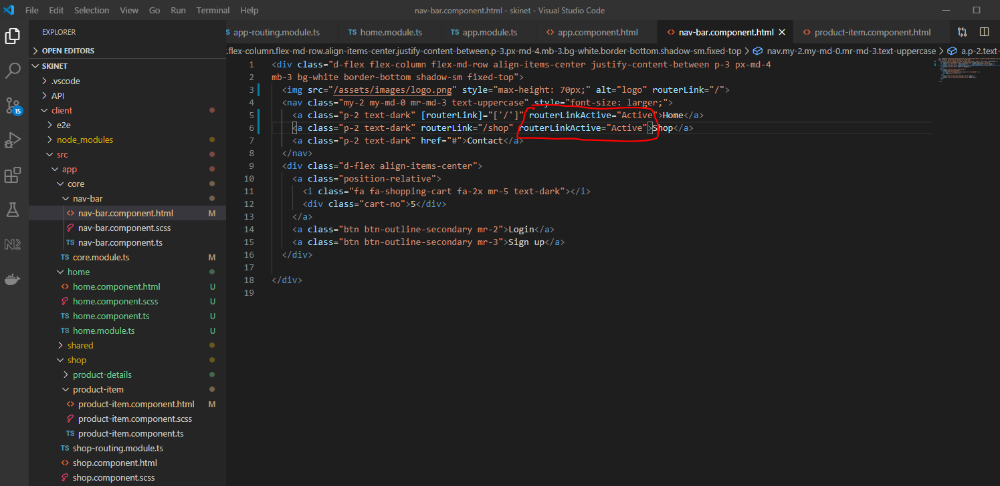 File Edit Selection View Go Run Terminal Help nav-bar.component.html - skinet - Visual Studio Code
EXPLORER
OPEN EDITORS
SKINET
.vscode
API
client
e2e
node_modules
src
app
core
nav-bar
nav-bar.component.html M
nav-bar.component.scss
TS nav-bar.component.ts
TS core.module.ts M
home
home.component.html U
home.component.scss U
TS home.component.ts U
TS home.module.ts U
shared
shop
product-details
product-item
product-item.component.html M
product-item.component.scss
TS product-item.component.ts
TS shop-routing.module.ts
shop.component.html
shop.component.scss
15
S app-routing.module.ts TS home.module.ts TS app.module.ts app.component.html nav-bar.component.html product-item.component.html
.flex-column.flex-md-row.align-items-center.justify-content-between.p-3.px-md-4.mb-3.bg-white.border-bottom.shadow-sm.fixed-top > nav.my-2.my-md-0.mr-md-3.text-uppercase > a.p-2.text-
1 <div class="d-flex flex-column flex-md-row align-items-center justify-content-between p-3 px-md-4
2 mb-3 bg-white border-bottom shadow-sm fixed-top">
3 <img src="/assets/images/logo.png" style="max-height: 70px;" alt="logo" routerLink="/">
4 <nav class="my-2 my-md-0 mr-md-3 text-uppercase" style="font-size: larger;">
5 <a class="p-2 text-dark" [routerLink]="['/']" routerLinkActive="Active">Home</a>
6 <a class="p-2 text-dark" routerLink="/shop" routerLinkActive="Active">Shop</a>
7 <a class="p-2 text-dark" href="#">Contact</a>
8 </nav>
9 <div class="d-flex align-items-center">
10 <a class="position-relative">
11 <i class="fa fa-shopping-cart fa-2x mr-5 text-dark"></i>
12 <div class="cart-no">5</div>
13 </a>
14 <a class="btn btn-outline-secondary mr-2">Login</a>
15 <a class="btn btn-outline-secondary mr-3">Sign up</a>
16 </div>
17
18 </div>
19